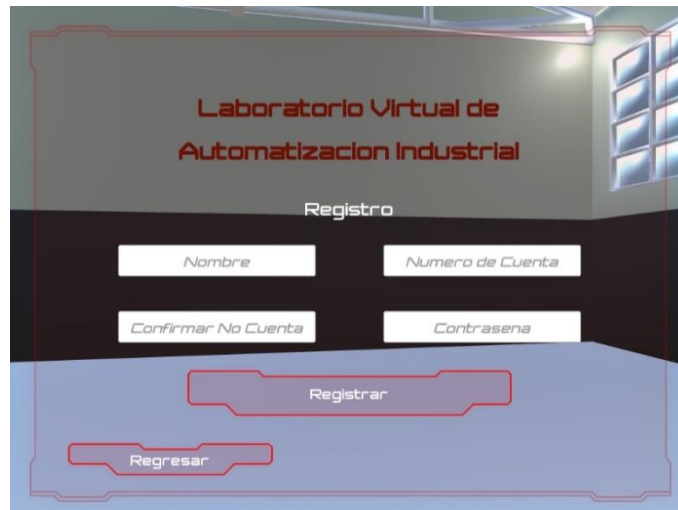 Laboratorio Virtual de
Automatizacion Industrial
Registro
Nombre
Numero de Cuenta
Confirmar No Cuenta
Contrasena
Registrar
Regresar